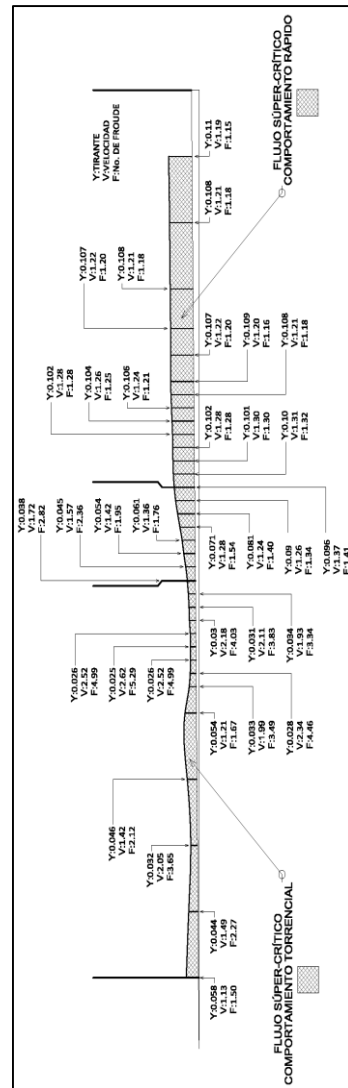 Y:TIRANTE
V:VELOCIDAD
F:No. DE FROUDE
Y:0.032
V:2.05
F:3.65
Y:0.046
V:1.42
F:2.12
Y:0.026
V:2.52
F:4.99
Y:0.025
V:2.62
F:5.29
Y:0.026
V:2.52
F:4.99
Y:0.038
V:1.72
F:2.82
Y:0.045
V:1.57
F:2.36
Y:0.054
V:1.42
F:1.95
Y:0.061
V:1.36
F:1.76
Y:0.102
V:1.28
F:1.28
Y:0.104
V:1.26
F:1.25
Y:0.106
V:1.24
F:1.21
Y:0.107
V:1.22
F:1.20
Y:0.108
V:1.21
F:1.18
Y:0.058
V:1.13
F:1.50
Y:0.044
V:1.49
F:2.27
Y:0.054
V:1.21
F:1.67
Y:0.033
V:1.99
F:3.49
Y:0.028
V:2.34
F:4.46
Y:0.03
V:2.18
F:4.03
Y:0.031
V:2.11
F:3.83
Y:0.034
V:1.93
F:3.34
Y:0.071
V:1.28
F:1.54
Y:0.081
V:1.24
F:1.40
Y:0.09
V:1.26
F:1.34
Y:0.096
V:1.37
F:1.41
Y:0.102
V:1.28
F:1.28
Y:0.101
V:1.30
F:1.30
Y:0.10
V:1.31
F:1.32
Y:0.107
V:1.22
F:1.20
Y:0.109
V:1.20
F:1.16
Y:0.108
V:1.21
F:1.18
Y:0.108
V:1.21
F:1.18
Y:0.11
V:1.19
F:1.15
FLUJO SÚPER-CRÍTICO
COMPORTAMIENTO TORRENCIAL
FLUJO SÚPER-CRÍTICO
COMPORTAMIENTO RÁPIDO